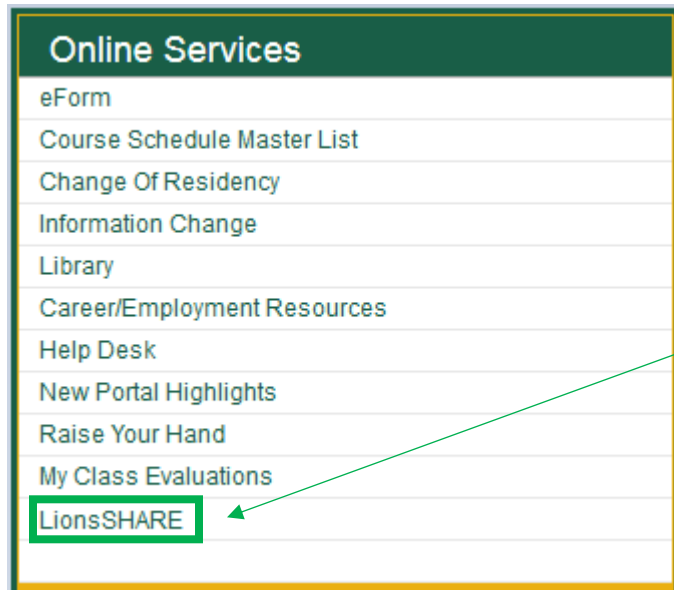 Online Services
eForm
Course Schedule Master List
Change Of Residency
Information Change
Library
Career/Employment Resources
Help Desk
New Portal Highlights
Raise Your Hand
My Class Evaluations
LionsSHARE